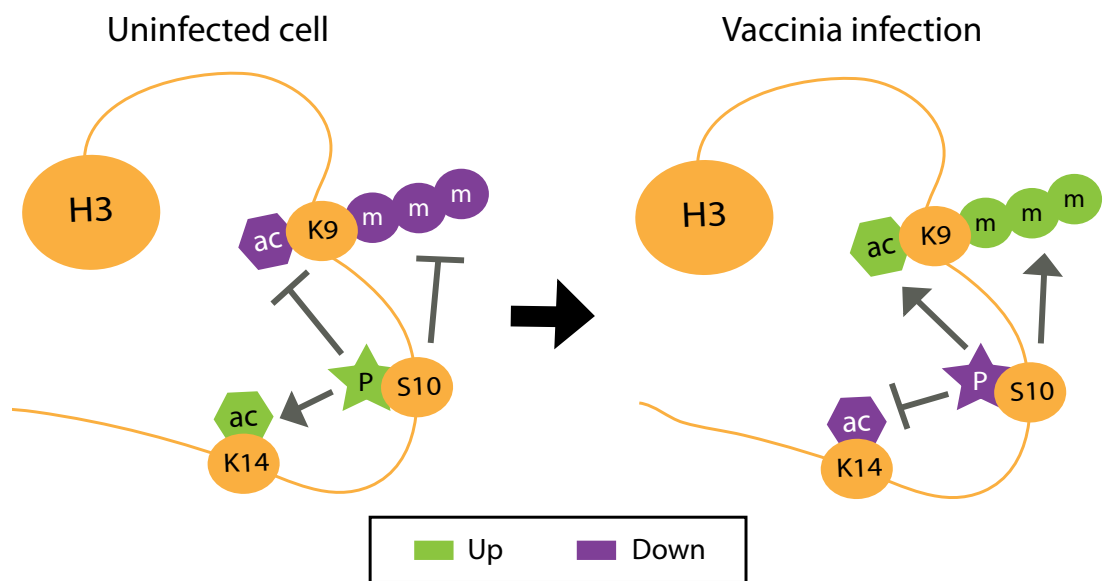 Uninfected cell
Vaccinia infection
H3
ac
K9
m
m
m
P
S10
ac
K14
H3
ac
K9
m
m
m
P
S10
ac
K14
Up
Down